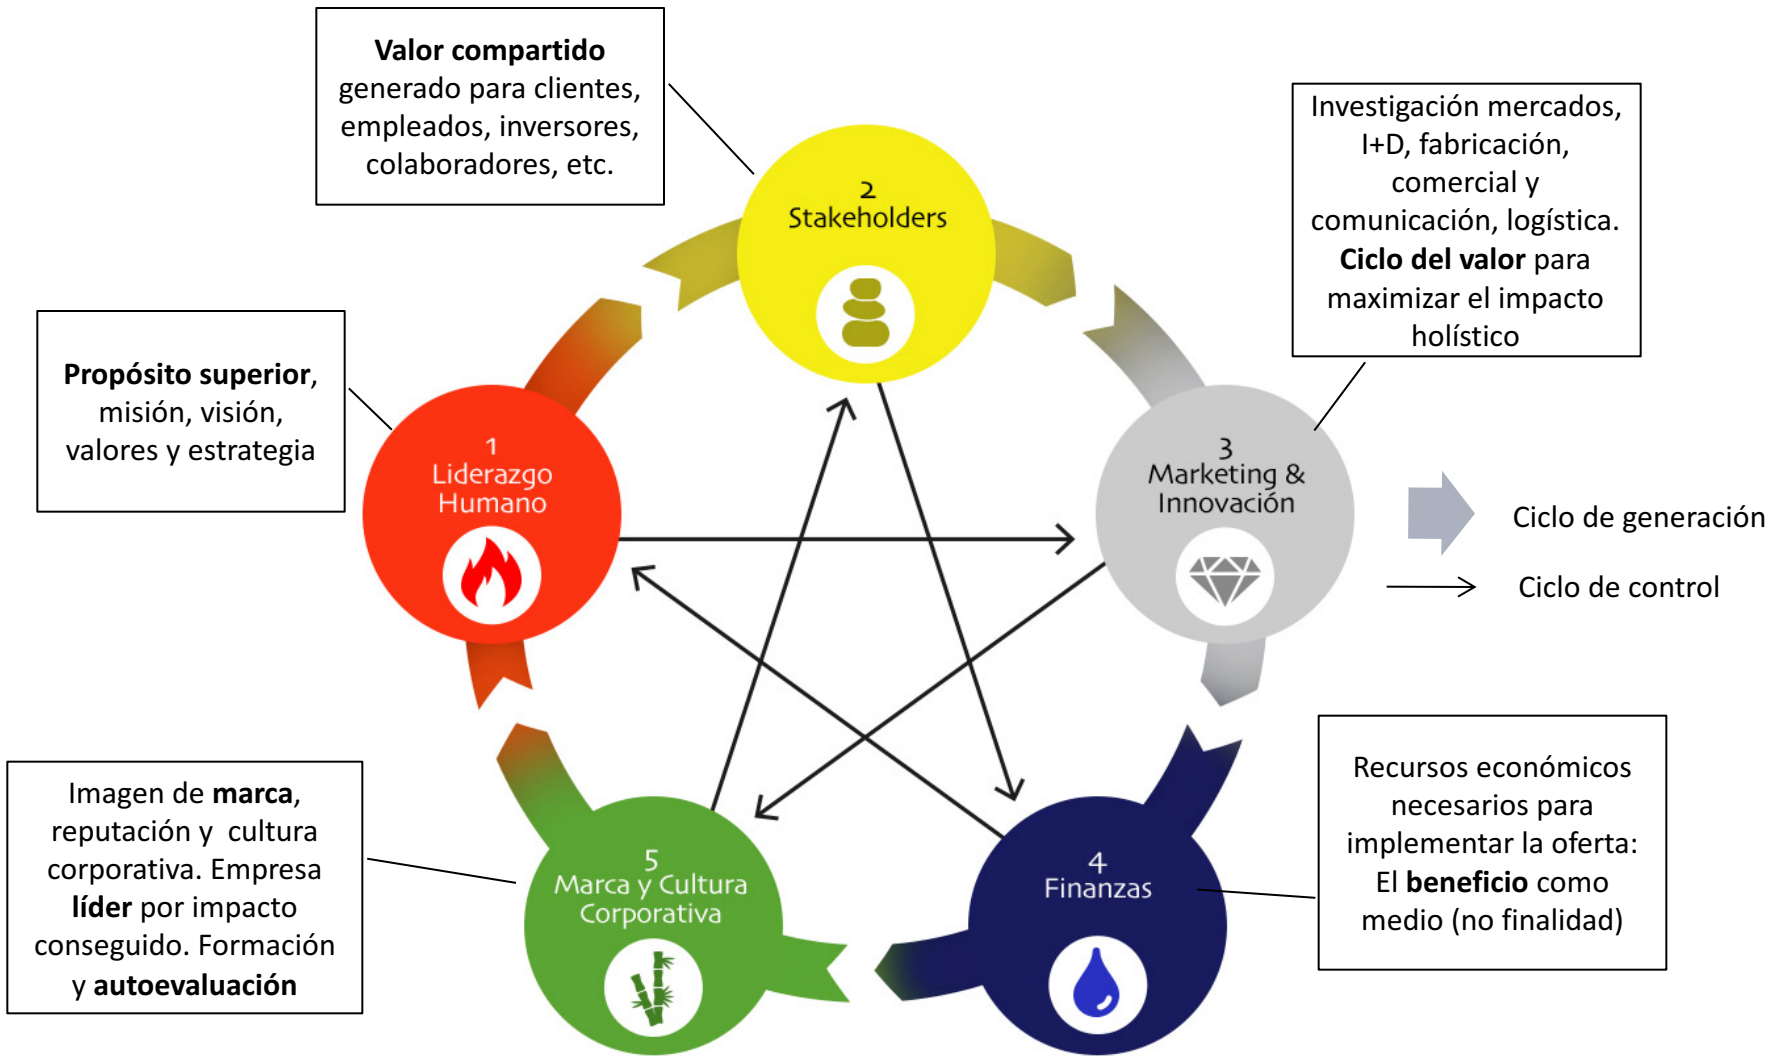 Valor compartido
generado para clientes,
empleados, inversores,
colaboradores, etc.
Investigación mercados,
I+D, fabricación,
comercial y
comunicación, logística.
Ciclo del valor para
maximizar el impacto
holístico
2
Stakeholders
Propósito superior,
misión, visión,
valores y estrategia
1
Liderazgo
Humano
3
Marketing &
Innovación
Ciclo de generación
Ciclo de control
Imagen de marca,
reputación y cultura
corporativa. Empresa
líder por impacto
conseguido. Formación
y autoevaluación
5
Marca y Cultura
Corporativa
4
Finanzas
Recursos económicos
necesarios para
implementar la oferta:
El beneficio como
medio (no finalidad)